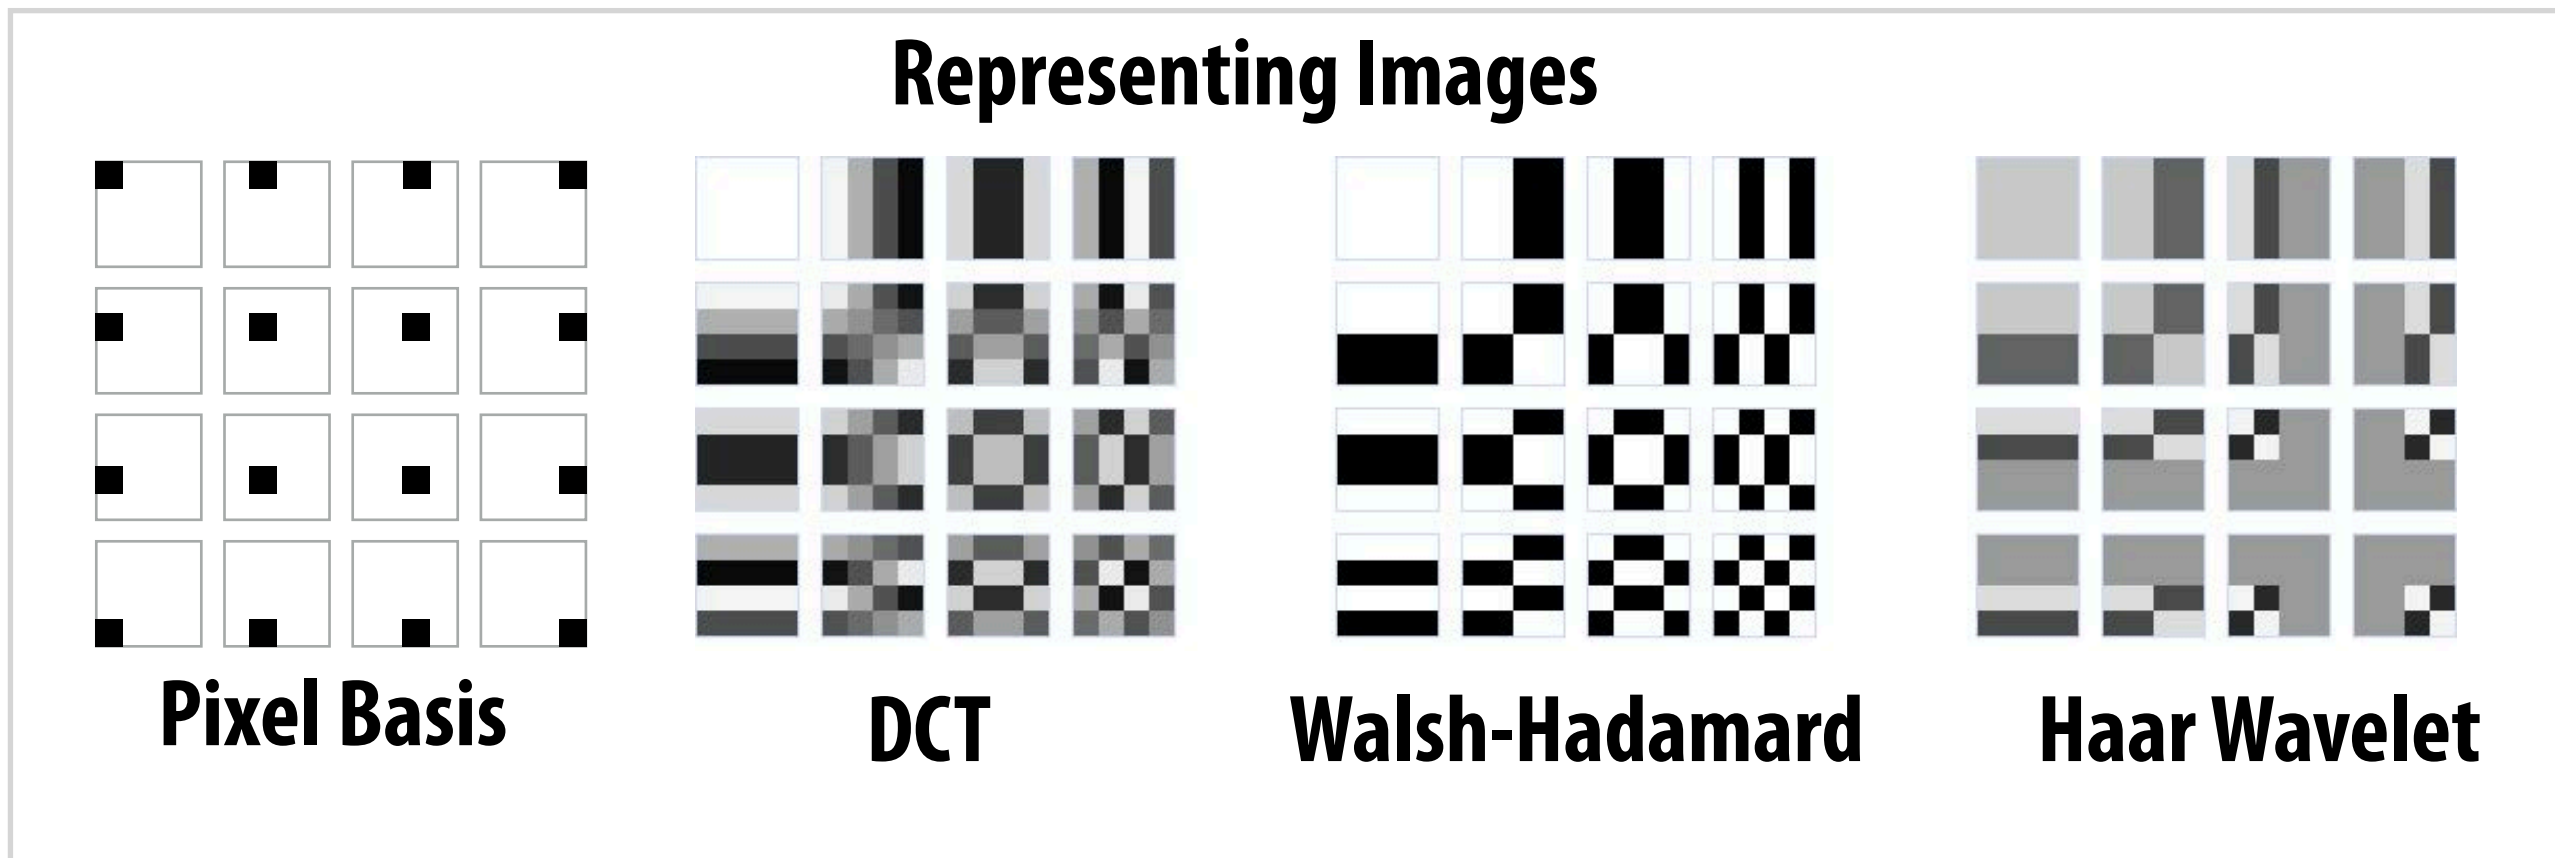 Representing Images
Pixel Basis
DCT
Walsh-Hadamard
Haar Wavelet